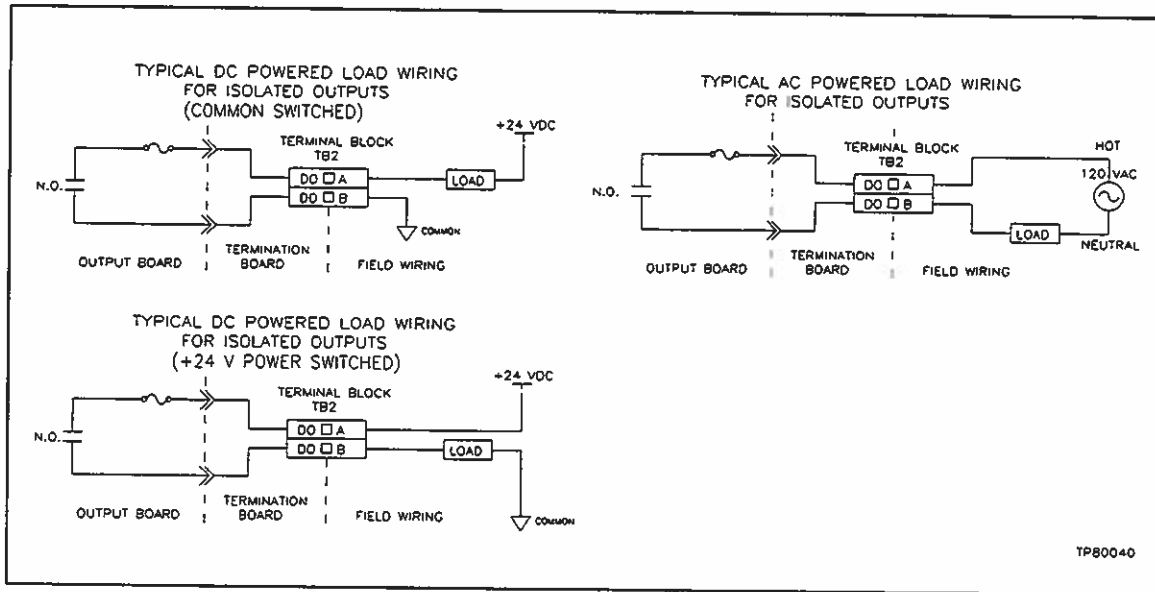 TYPICAL DC POWERED LOAD WIRING
FOR ISOLATED OUTPUTS
(COMMON SWITCHED)
+24 VDC
TERMINAL BLOCK
TB2
N.O.
DO □ A
LOAD
DO □ B
COMMON
OUTPUT BOARD
TERMINATION
BOARD
FIELD WIRING
TYPICAL AC POWERED LOAD WIRING
FOR ISOLATED OUTPUTS
TERMINAL BLOCK
TB2
HOT
N.O.
DO □ A
120 VAC
DO □ B
LOAD
NEUTRAL
OUTPUT BOARD
TERMINATION
BOARD
FIELD WIRING
TYPICAL DC POWERED LOAD WIRING
FOR ISOLATED OUTPUTS
(+24 V POWER SWITCHED)
+24 VDC
TERMINAL BLOCK
TB2
N.O.
DO □ A
DO □ B
LOAD
OUTPUT BOARD
TERMINATION
BOARD
FIELD WIRING
COMMON
TP80040